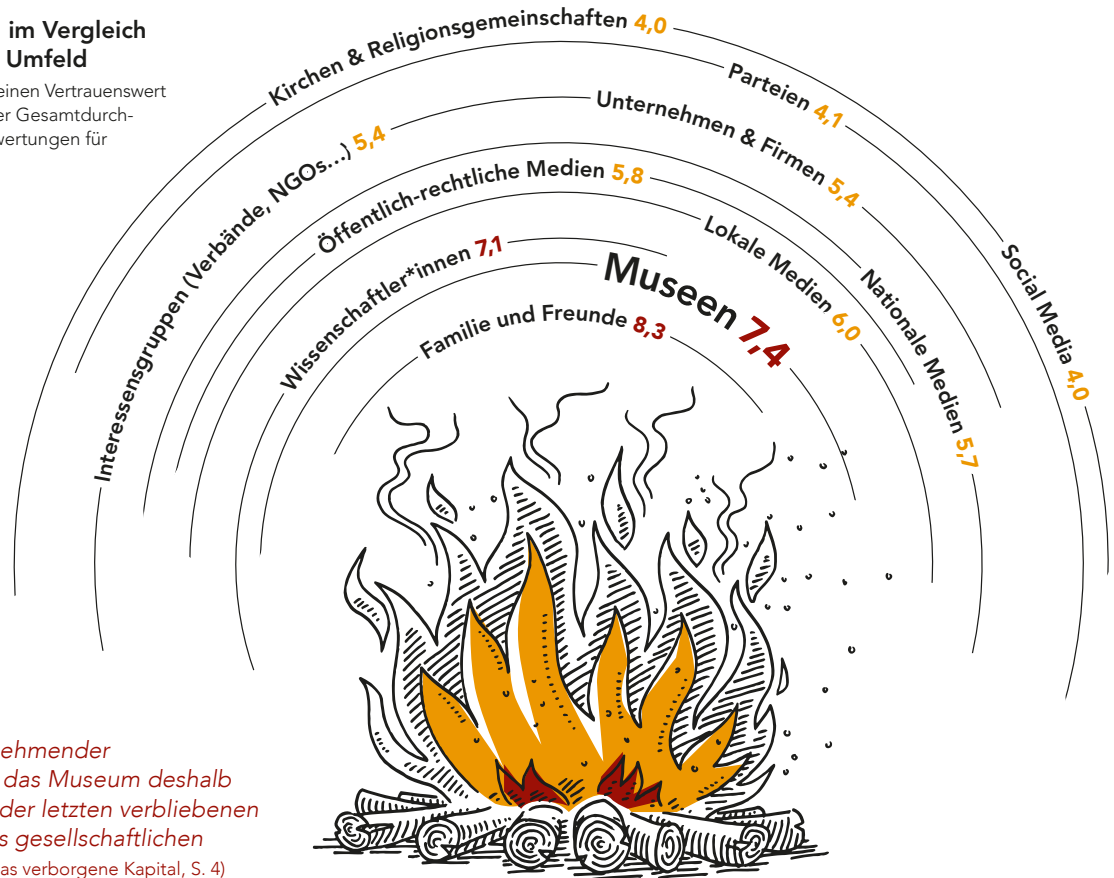 im Vergleich
Umfeld
einen Vertrauenswert
er Gesamtdurch-
wertungen für
Kirchen & Religionsgemeinschaften 4,0
Parteien 4,1
Unternehmen & Firmen 5,4
Interessensgruppen (Verbände, NGOs...) 5,4
Öffentlich-rechtliche Medien 5,8
Lokale Medien 6,0
Nationale Medien 5,7
Social Media 4,0
Wissenschaftler*innen 7,1
Museen 7,4
Familie und Freunde 8,3
ehmender
das Museum deshalb
der letzten verbliebenen
s gesellschaftlichen
as verborgene Kapital, S. 4)